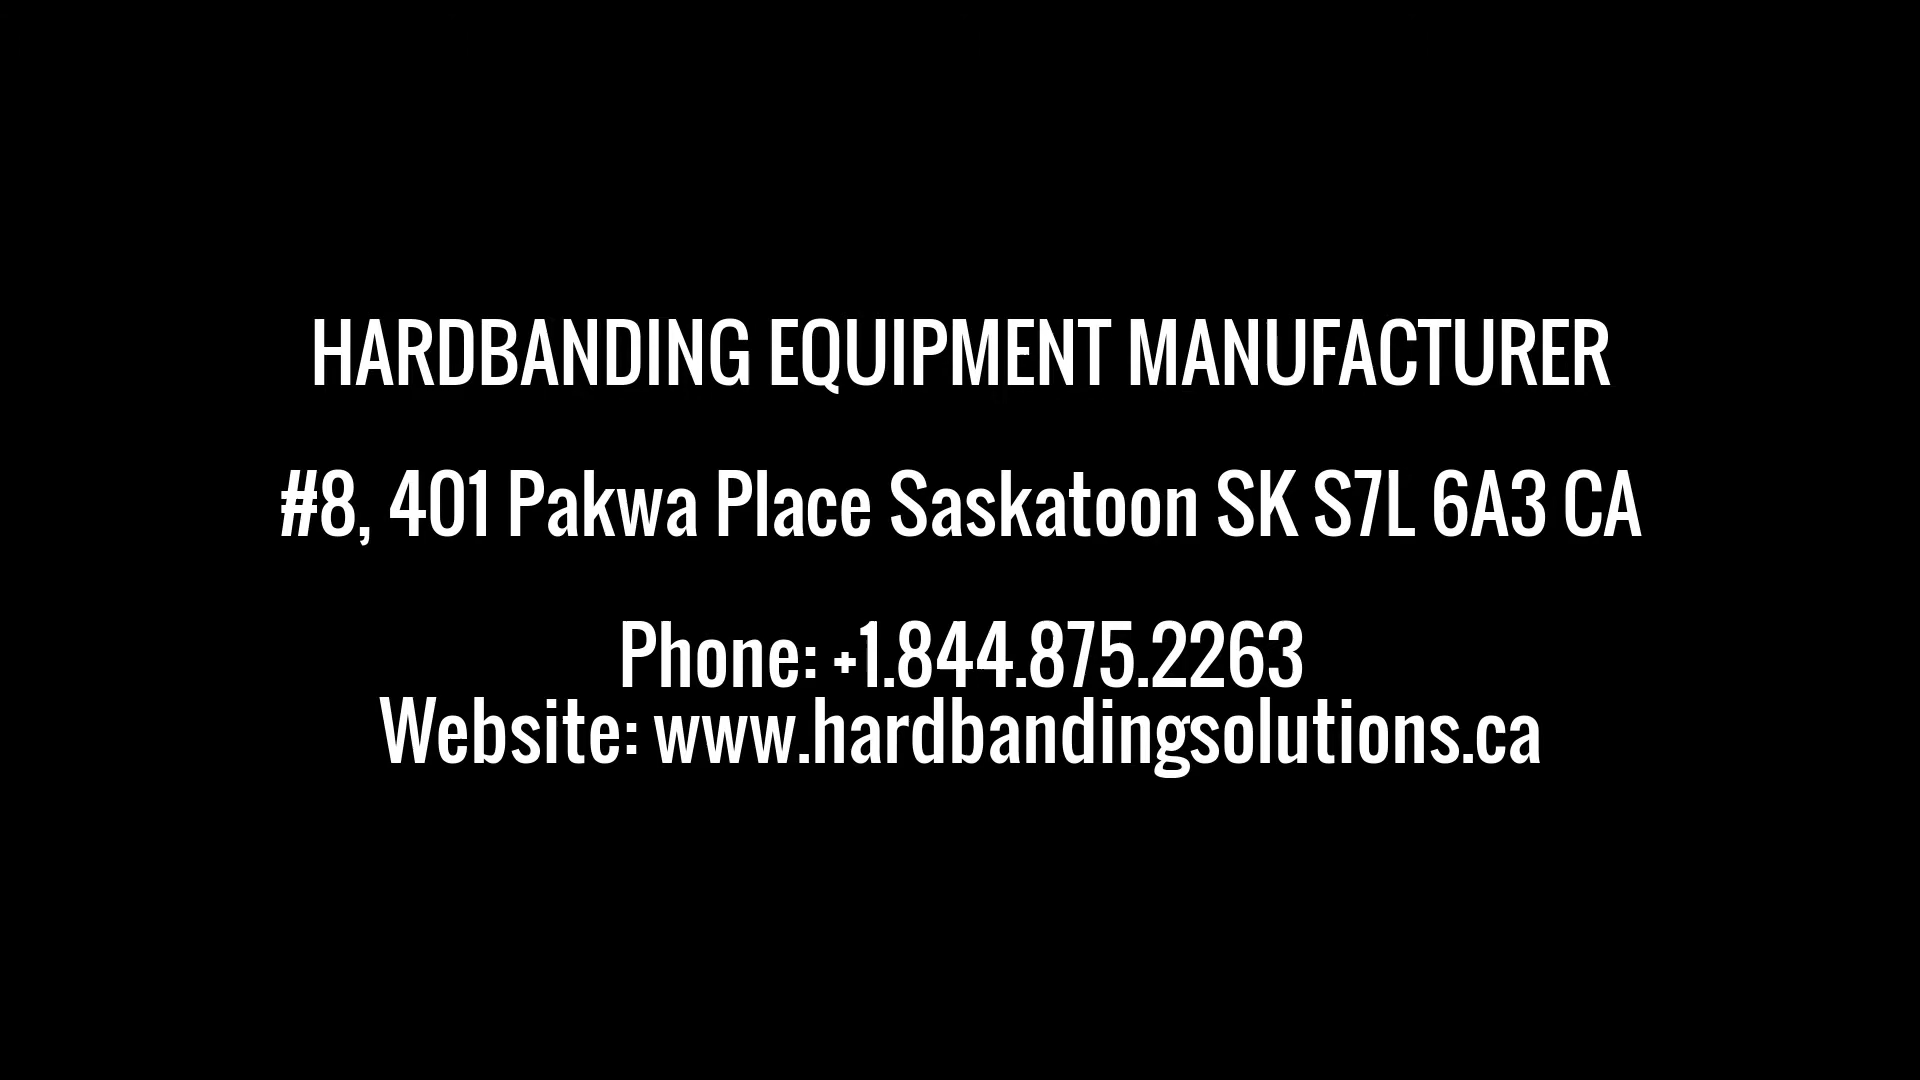 HARDBANDING EQUIPMENT MANUFACTURER
#8, 401 Pakwa Place Saskatoon SK S7L 6A3 CA
Phone: +1.844.875.2263
Website: www.hardbandingsolutions.ca